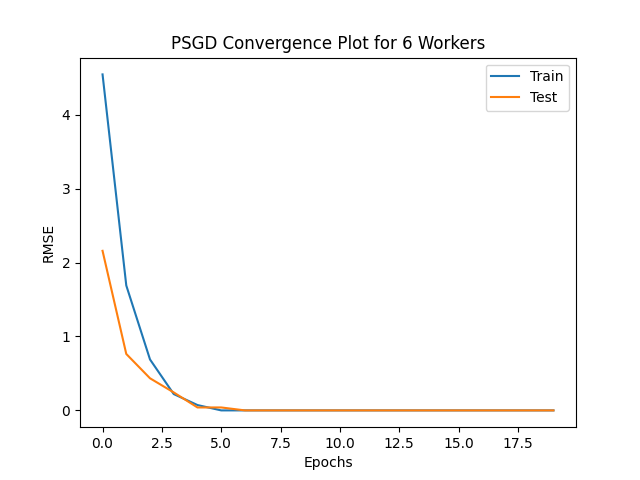 PSGD Convergence Plot for 6 Workers
Train
Test
4
3
2
1
0
RMSE
0.0 2.5 5.0 7.5 10.0 12.5 15.0 17.5
Epochs